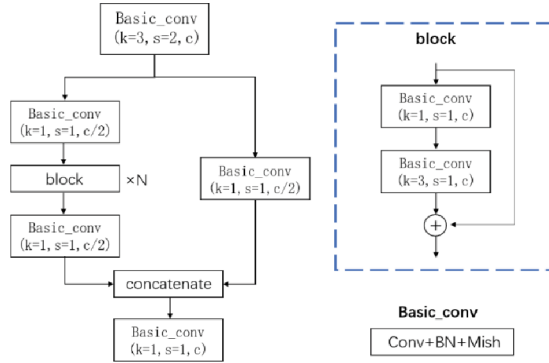 Basic_conv
(k=3, s=2, c)
Basic_conv
(k=1, s=1, c/2)
block
×N
Basic_conv
(k=1, s=1, c/2)
Basic_conv
(k=1, s=1, c/2)
concatenate
Basic_conv
(k=1, s=1, c)
block
Basic_conv
(k=1, s=1, c)
Basic_conv
(k=3, s=1, c)
+
Basic_conv
Conv+BN+Mish